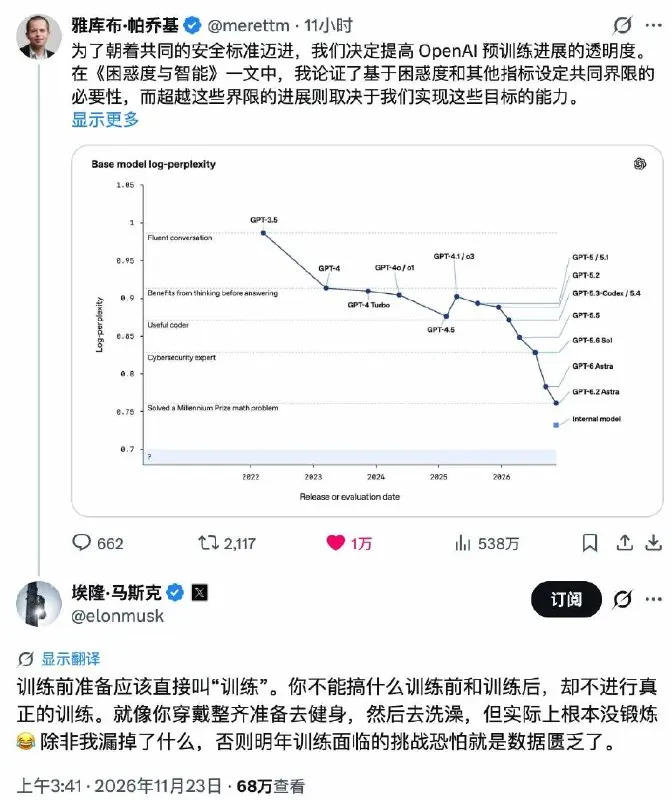 雅库布·帕乔基 @merettm · 11小时
为了朝着共同的安全标准迈进，我们决定提高 OpenAI 预训练进展的透明度。
在《困惑度与智能》一文中，我论证了基于困惑度和其他指标设定共同界限的
必要性，而超越这些界限的进展则取决于我们实现这些目标的能力。
显示更多
Base model log-perplexity
1.05
1
0.95
0.9
0.85
0.8
0.75
0.7
Log-perplexity
Fluent conversation
Benefits from thinking before answering
Useful coder
Cybersecurity expert
Solved a Millennium Prize math problem
?
GPT-3.5
GPT-4
GPT-4 Turbo
GPT-4o / o1
GPT-4.5
GPT-4.1 / o3
GPT-5 / 5.1
GPT-5.2
GPT-5.3-Codex / 5.4
GPT-5.5
GPT-5.6 Sol
GPT-6 Astra
GPT-6.2 Astra
Internal model
2022 2023 2024 2025 2026
Release or evaluation date
662 2,117 1万 538万
埃隆·马斯克
@elonmusk
订阅
显示翻译
训练前准备应该直接叫“训练”。你不能搞什么训练前和训练后，却不进行真
正的训练。就像你穿戴整齐准备去健身，然后去洗澡，但实际上根本没锻炼
😂 除非我漏掉了什么，否则明年训练面临的挑战恐怕就是数据匮乏了。
上午3:41 · 2026年11月23日 · 68万查看